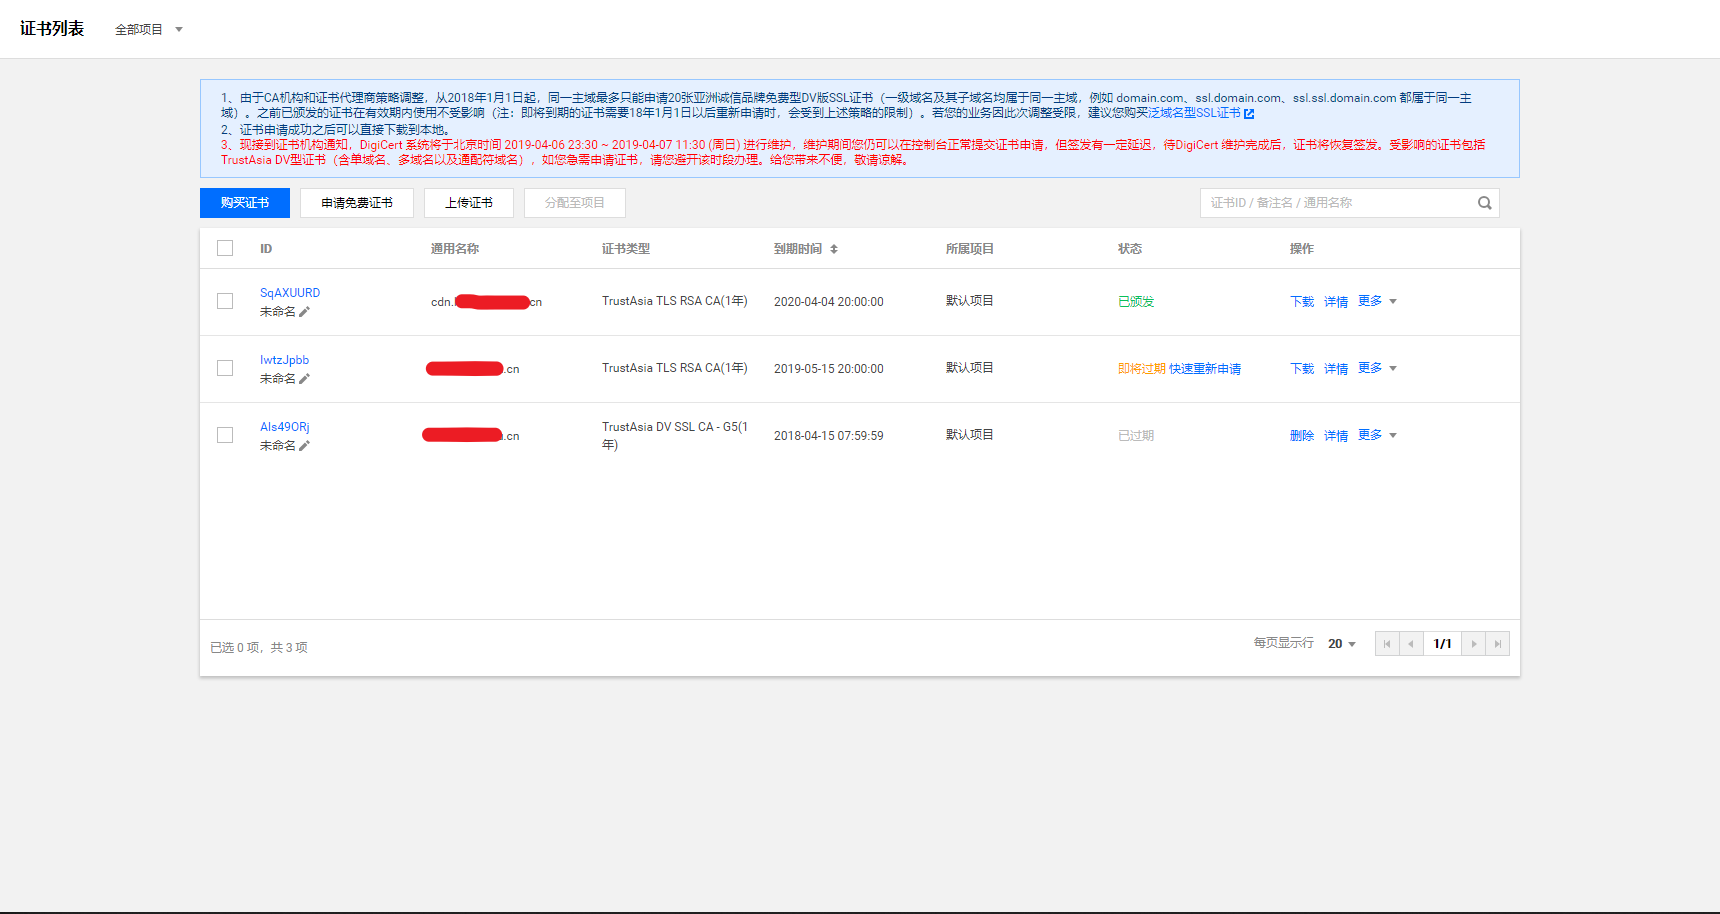 证书列表 全部项目
1、由于CA机构和证书代理商策略调整，从2018年1月1日起，同一主域最多只能申请20张亚洲诚信品牌免费型DV版SSL证书（一级域名及其子域名均属于同一主域，例如 domain.com、ssl.domain.com、ssl.ssl.domain.com 都属于同一主
域）。之前已颁发的证书在有效期内使用不受影响（注：即将到期的证书需要18年1月1日以后重新申请时，会受到上述策略的限制）。若您的业务因此次调整受限，建议您购买泛域名型SSL证书
2、证书申请成功之后可以直接下载到本地。
3、现接到证书机构通知，DigiCert 系统将于北京时间 2019-04-06 23:30 ~ 2019-04-07 11:30 (周日) 进行维护，维护期间您仍可以在控制台正常提交证书申请，但签发有一定延迟，待DigiCert 维护完成后，证书将恢复签发。受影响的证书包括
TrustAsia DV型证书（含单域名、多域名以及通配符域名），如您急需申请证书，请您避开该时段办理。给您带来不便，敬请谅解。
购买证书 申请免费证书 上传证书 分配至项目 证书ID / 备注名 / 通用名称
ID 通用名称 证书类型 到期时间 所属项目 状态 操作
SqAXUURD
未命名 cdn. cn TrustAsia TLS RSA CA(1年) 2020-04-04 20:00:00 默认项目 已颁发 下载 详情 更多
IwtzJpbb
未命名 .cn TrustAsia TLS RSA CA(1年) 2019-05-15 20:00:00 默认项目 即将过期 快速重新申请 下载 详情 更多
AIs49ORj
未命名 .cn TrustAsia DV SSL CA - G5(1
年) 2018-04-15 07:59:59 默认项目 已过期 删除 详情 更多
已选 0 项，共 3 项 每页显示行 20 1/1